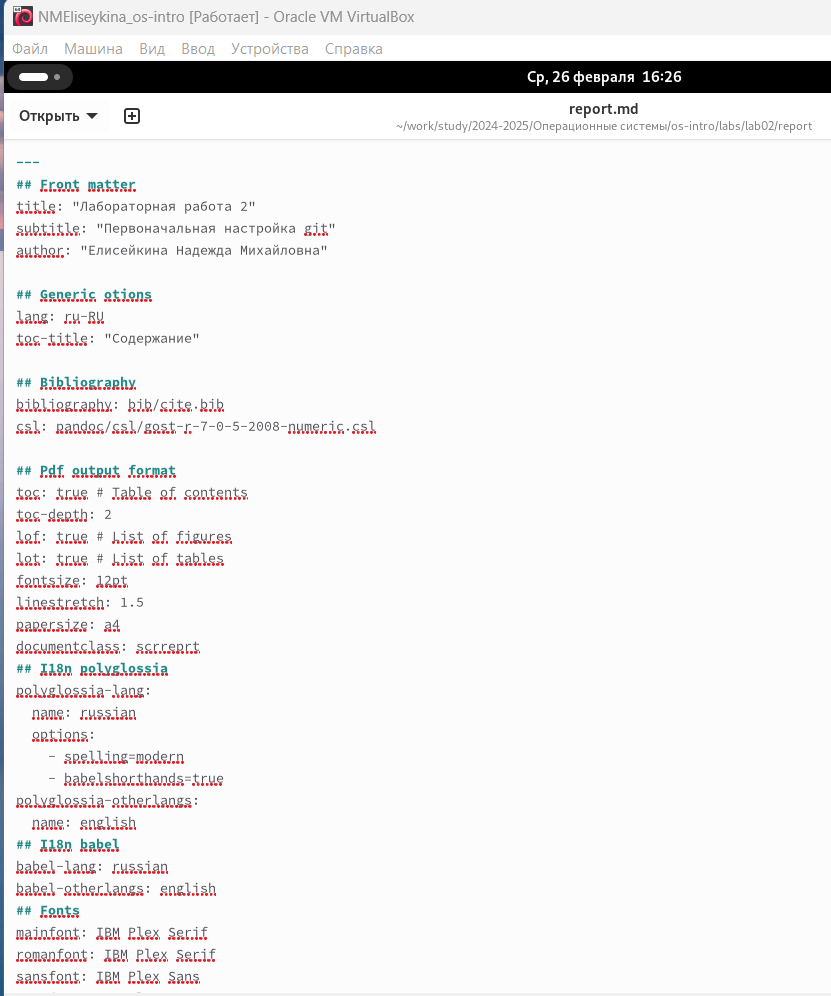 NMEliseykina_os-intro [Работает] - Oracle VM VirtualBox
Файл Машина Вид Ввод Устройства Справка
Ср, 26 февраля 16:26
Открыть
report.md
~/work/study/2024-2025/Операционные системы/os-intro/labs/lab02/report
---
## Front matter
title: "Лабораторная работа 2"
subtitle: "Первоначальная настройка git"
author: "Елисейкина Надежда Михайловна"
## Generic otions
lang: ru-RU
toc-title: "Содержание"
## Bibliography
bibliography: bib/cite.bib
csl: pandoc/csl/gost-r-7-0-5-2008-numeric.csl
## Pdf output format
toc: true # Table of contents
toc-depth: 2
lof: true # List of figures
lot: true # List of tables
fontsize: 12pt
linestretch: 1.5
papersize: a4
documentclass: scrreprt
## I18n polyglossia
polyglossia-lang:
  name: russian
  options:
    - spelling=modern
    - babelshorthands=true
polyglossia-otherlangs:
  name: english
## I18n babel
babel-lang: russian
babel-otherlangs: english
## Fonts
mainfont: IBM Plex Serif
romanfont: IBM Plex Serif
sansfont: IBM Plex Sans